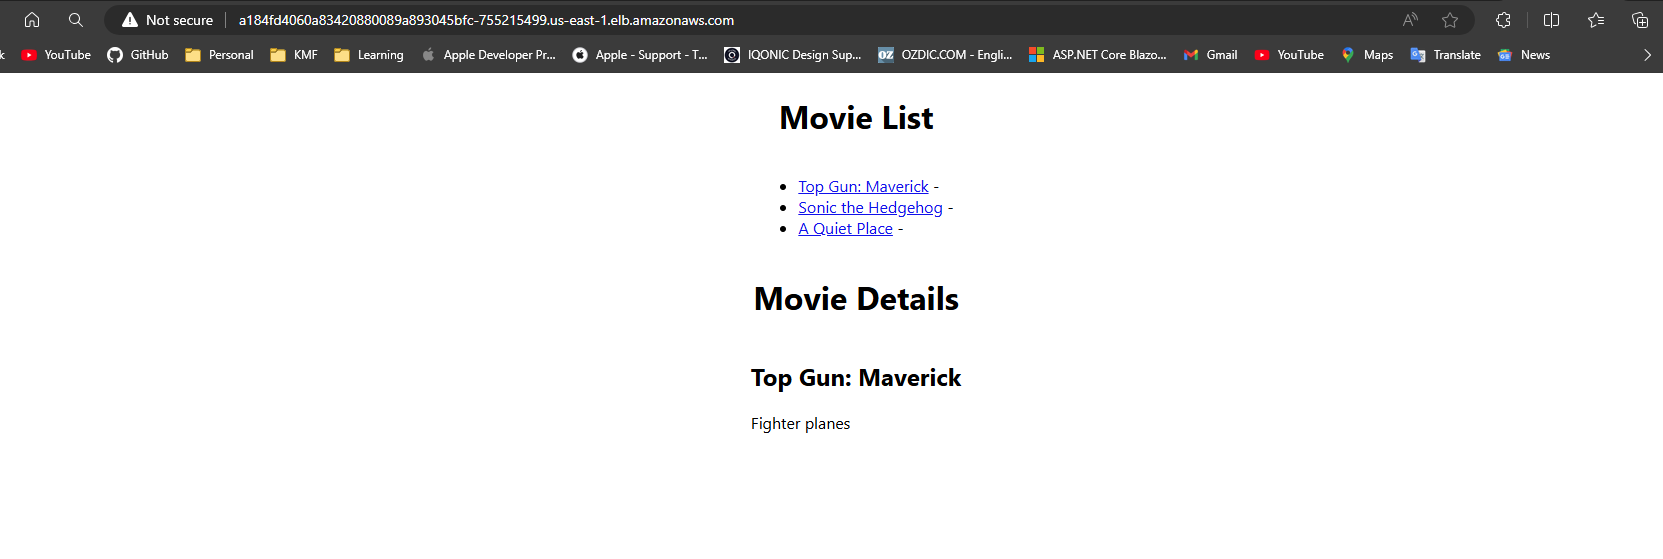 Not secure | a184fd4060a83420880089a893045bfc-755215499.us-east-1.elb.amazonaws.com
k YouTube GitHub Personal KMF Learning Apple Developer Pr... Apple - Support - T... IQONIC Design Sup... OZ OZDIC.COM - Engli... ASP.NET Core Blazo... Gmail YouTube Maps Translate News
Movie List
• Top Gun: Maverick -
• Sonic the Hedgehog -
• A Quiet Place -
Movie Details
Top Gun: Maverick
Fighter planes